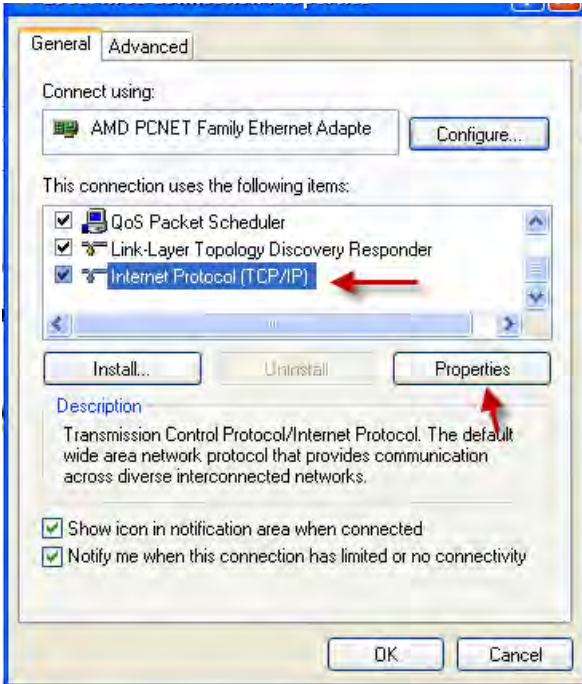 General
Advanced
Connect using:
AMD PCNET Family Ethernet Adapte
Configure...
This connection uses the following items:
QoS Packet Scheduler
Link-Layer Topology Discovery Responder
Internet Protocol (TCP/IP)
Install...
Uninstall
Properties
Description
Transmission Control Protocol/Internet Protocol. The default
wide area network protocol that provides communication
across diverse interconnected networks.
Show icon in notification area when connected
Notify me when this connection has limited or no connectivity
OK
Cancel